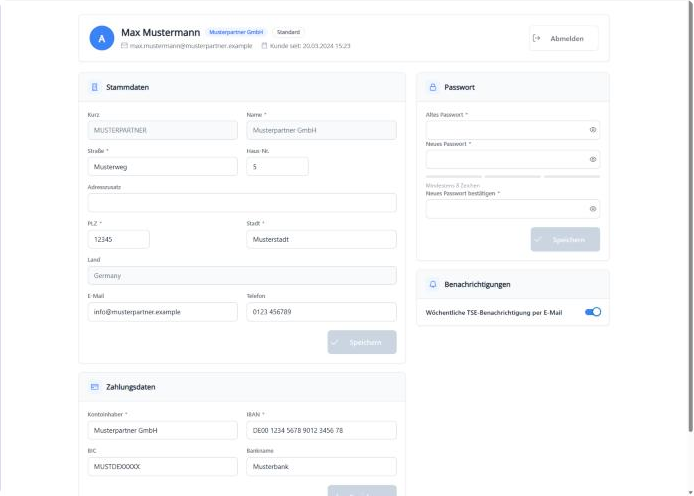 A
Max Mustermann Musterpartner GmbH Standard
max.mustermann@musterpartner.example Kunde seit: 20.03.2024 15:23
Abmelden
Stammdaten
Kurz Name *
MUSTERPARTNER Musterpartner GmbH
Straße * Haus-Nr.
Musterweg 5
Adresszusatz
PLZ * Stadt *
12345 Musterstadt
Land
Germany
E-Mail Telefon
info@musterpartner.example 0123 456789
Speichern
Zahlungsdaten
Kontoinhaber * IBAN *
Musterpartner GmbH DE00 1234 5678 9012 3456 78
BIC Bankname
MUSTDEXXXXX Musterbank
Passwort
Altes Passwort *
Neues Passwort *
Mindestens 8 Zeichen
Neues Passwort bestätigen *
Speichern
Benachrichtigungen
Wöchentliche TSE-Benachrichtigung per E-Mail